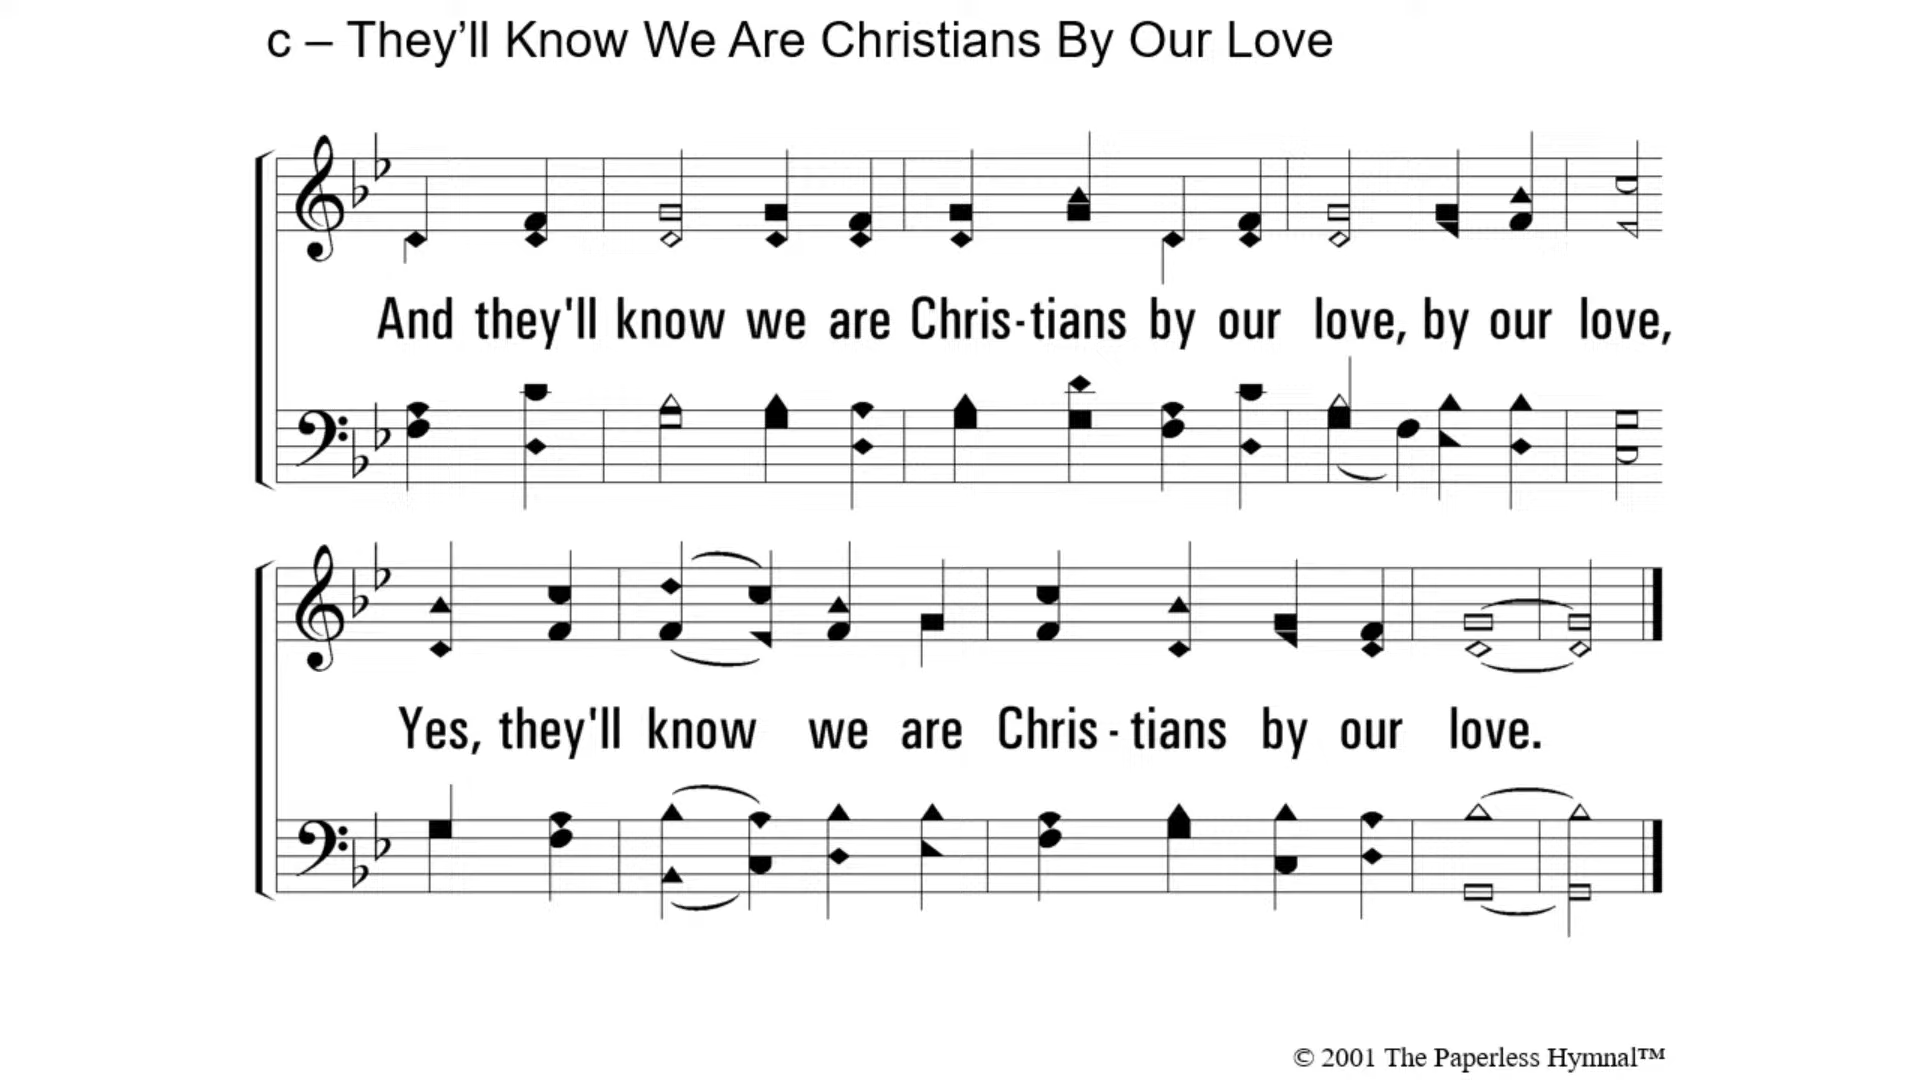 c – They’ll Know We Are Christians By Our Love
And they'll know we are Chris-tians by our love, by our love,
Yes, they'll know we are Chris - tians by our love.
© 2001 The Paperless Hymnal™